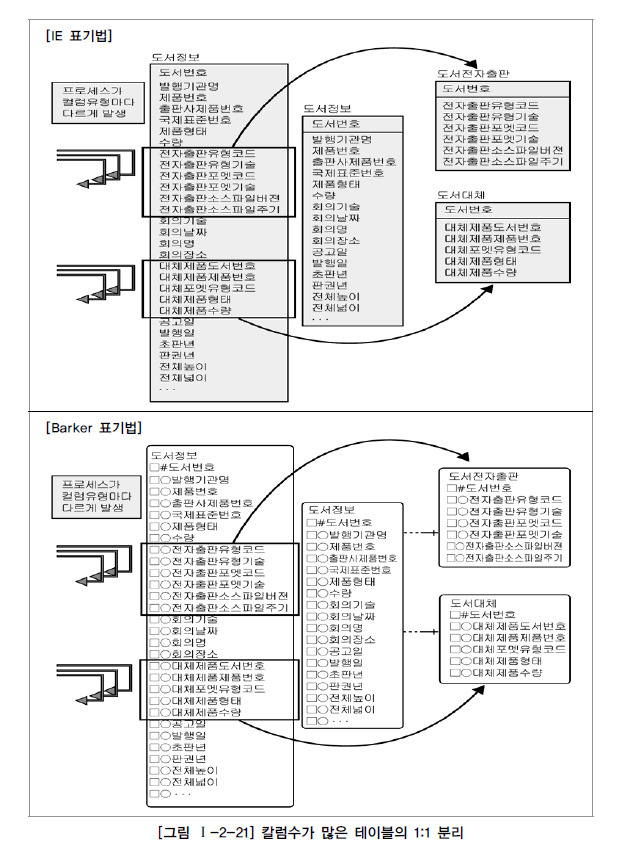 [IE 표기법]
프로세스가
컬럼유형마다
다르게 발생
도서정보
도서번호
발행기관명
제품번호
출판사제품번호
국제표준번호
제품형태
수량
전자출판유형코드
전자출판유형기술
전자출판포멧코드
전자출판포멧기술
전자출판소스파일버젼
전자출판소스파일주기
회의기술
회의날짜
회의명
회의장소
대체제품도서번호
대체제품제품번호
대체포멧유형코드
대체제품형태
대체제품수량
공고일
발행일
초판년
판권년
전체높이
전체넓이
· · ·
도서정보
도서번호
발행기관명
제품번호
출판사제품번호
국제표준번호
제품형태
수량
회의기술
회의날짜
회의명
회의장소
공고일
발행일
초판년
판권년
전체높이
전체넓이
· · ·
도서전자출판
도서번호
전자출판유형코드
전자출판유형기술
전자출판포멧코드
전자출판포멧기술
전자출판소스파일버젼
전자출판소스파일주기
도서대체
도서번호
대체제품도서번호
대체제품제품번호
대체포멧유형코드
대체제품형태
대체제품수량
[Barker 표기법]
프로세스가
컬럼유형마다
다르게 발생
도서정보
□#도서번호
□○발행기관명
□○제품번호
□○출판사제품번호
□○국제표준번호
□○제품형태
□○수량
□○전자출판유형코드
□○전자출판유형기술
□○전자출판포멧코드
□○전자출판포멧기술
□○전자출판소스파일버젼
□○전자출판소스파일주기
□○회의기술
□○회의날짜
□○회의명
□○회의장소
□○대체제품도서번호
□○대체제품제품번호
□○대체포멧유형코드
□○대체제품형태
□○대체제품수량
□○공고일
□○발행일
□○초판년
□○판권년
□○전체높이
□○전체넓이
□○ · · ·
도서정보
□#도서번호
□○발행기관명
□○제품번호
□○출판사제품번호
□○국제표준번호
□○제품형태
□○수량
□○회의기술
□○회의날짜
□○회의명
□○회의장소
□○공고일
□○발행일
□○초판년
□○판권년
□○전체높이
□○전체넓이
□○ · · ·
도서전자출판
□#도서번호
□○전자출판유형코드
□○전자출판유형기술
□○전자출판포멧코드
□○전자출판포멧기술
□○전자출판소스파일버젼
□○전자출판소스파일주기
도서대체
□#도서번호
□○대체제품도서번호
□○대체제품제품번호
□○대체포멧유형코드
□○대체제품형태
□○대체제품수량
[그림 Ⅰ-2-21] 칼럼수가 많은 테이블의 1:1 분리